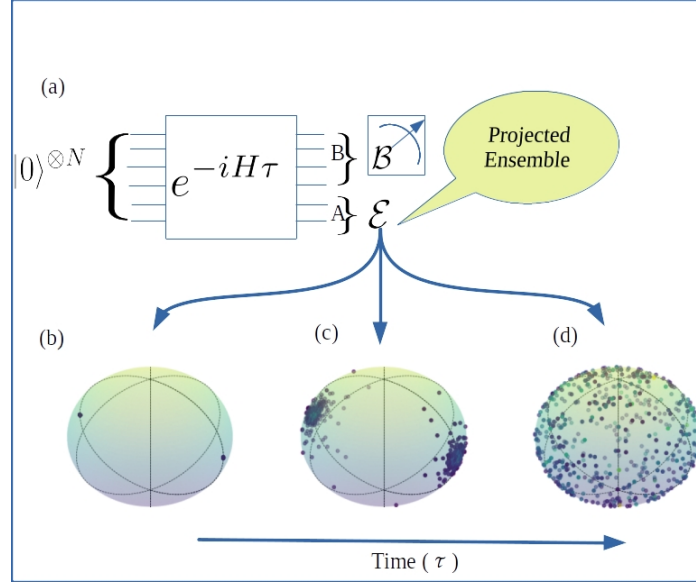 (a)
|0⟩^{⊗N}
e^{-iHτ}
B
A
𝓑
𝓔
Projected
Ensemble
(b)
(c)
(d)
Time ( τ )